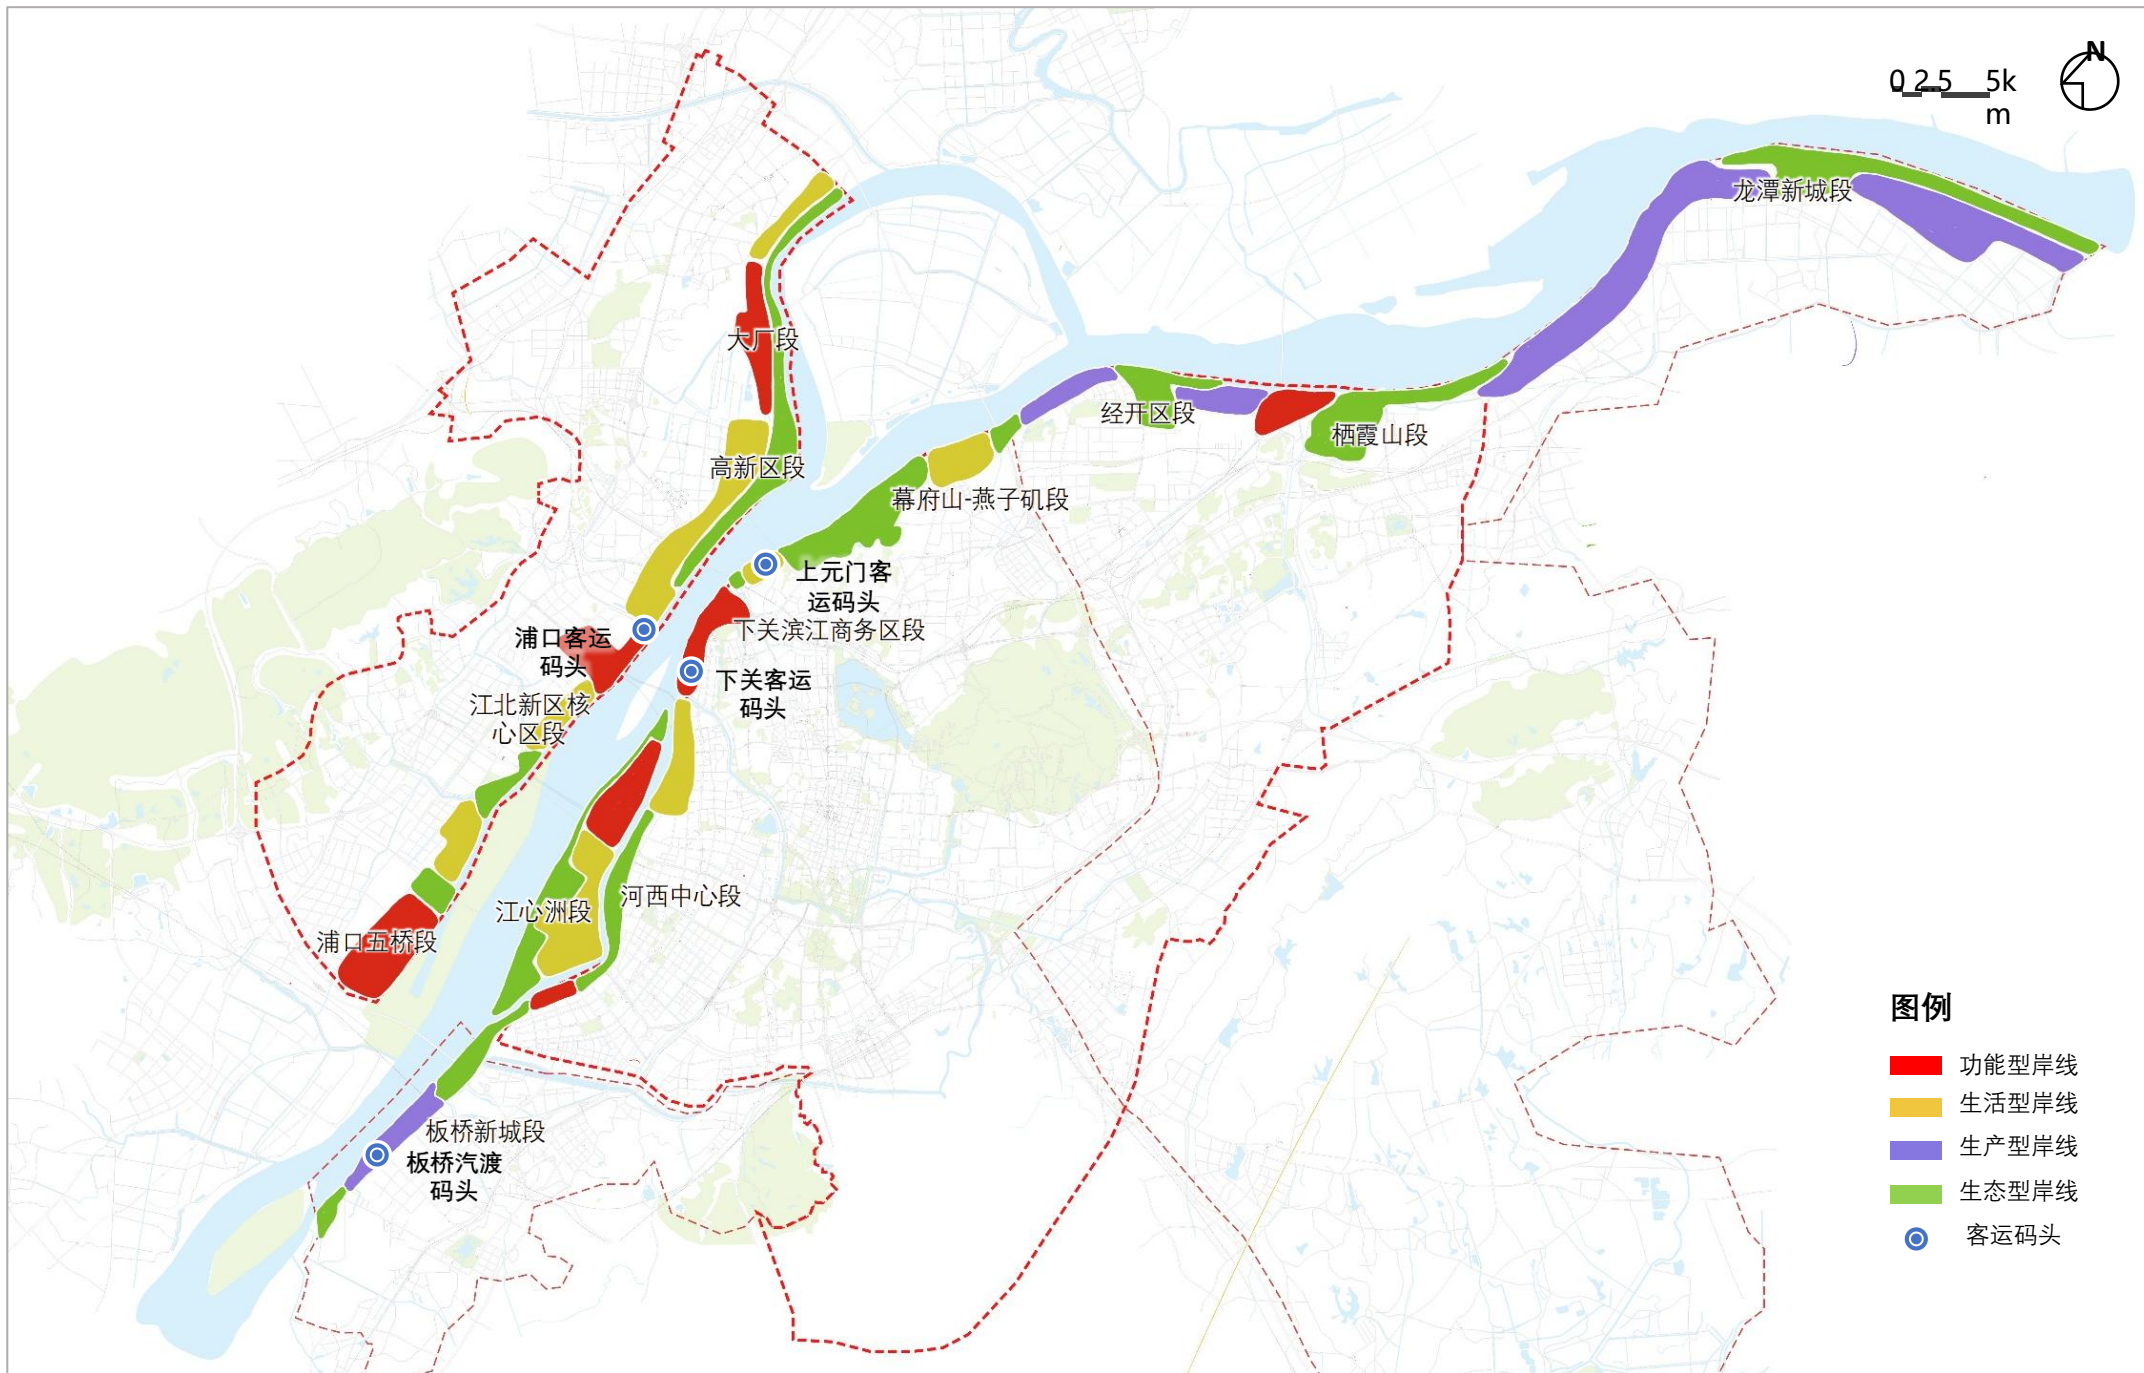 N
0 2.5 5k
m
龙潭新城段
大厂段
经开区段
栖霞山段
高新区段
幕府山-燕子矶段
上元门客
运码头
下关滨江商务区段
浦口客运
码头
下关客运
码头
江北新区核
心区段
河西中心段
江心洲段
浦口五桥段
板桥新城段
板桥汽渡
码头
图例
功能型岸线
生活型岸线
生产型岸线
生态型岸线
客运码头